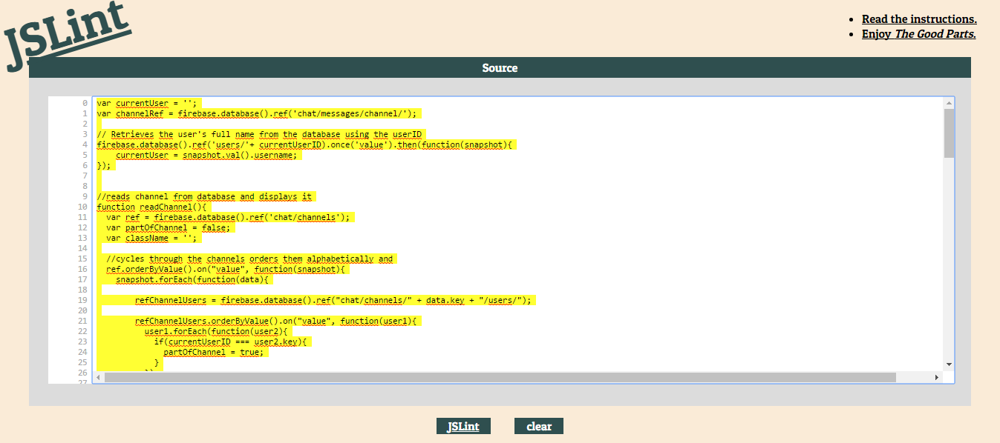 JSLint
Read the instructions.
Enjoy The Good Parts.
Source
0 var currentUser = '';
1 var channelRef = firebase.database().ref('chat/messages/channel/');
2
3 // Retrieves the user's full name from the database using the userID
4 firebase.database().ref('users/'+ currentUserID).once('value').then(function(snapshot){
5     currentUser = snapshot.val().username;
6 });
7
8
9 //reads channel from database and displays it
10 function readChannel(){
11   var ref = firebase.database().ref('chat/channels');
12   var partOfChannel = false;
13   var className = '';
14
15   //cycles through the channels orders them alphabetically and
16   ref.orderByValue().on("value", function(snapshot){
17     snapshot.forEach(function(data){
18
19         refChannelUsers = firebase.database().ref("chat/channels/" + data.key + "/users/");
20
21         refChannelUsers.orderByValue().on("value", function(user1){
22           user1.forEach(function(user2){
23             if(currentUserID === user2.key){
24               partOfChannel = true;
25             }
26           })
27
JSLint
clear